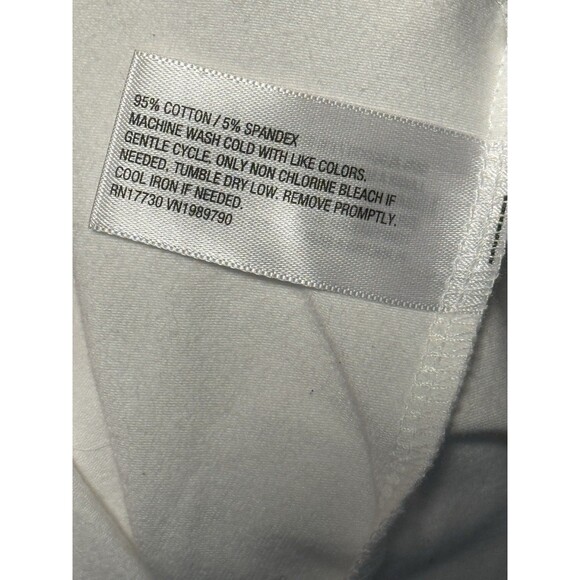 95% COTTON / 5% SPANDEX
MACHINE WASH COLD WITH LIKE COLORS.
GENTLE CYCLE. ONLY NON CHLORINE BLEACH IF
NEEDED. TUMBLE DRY LOW. REMOVE PROMPTLY.
COOL IRON IF NEEDED.
RN17730 VN1989790